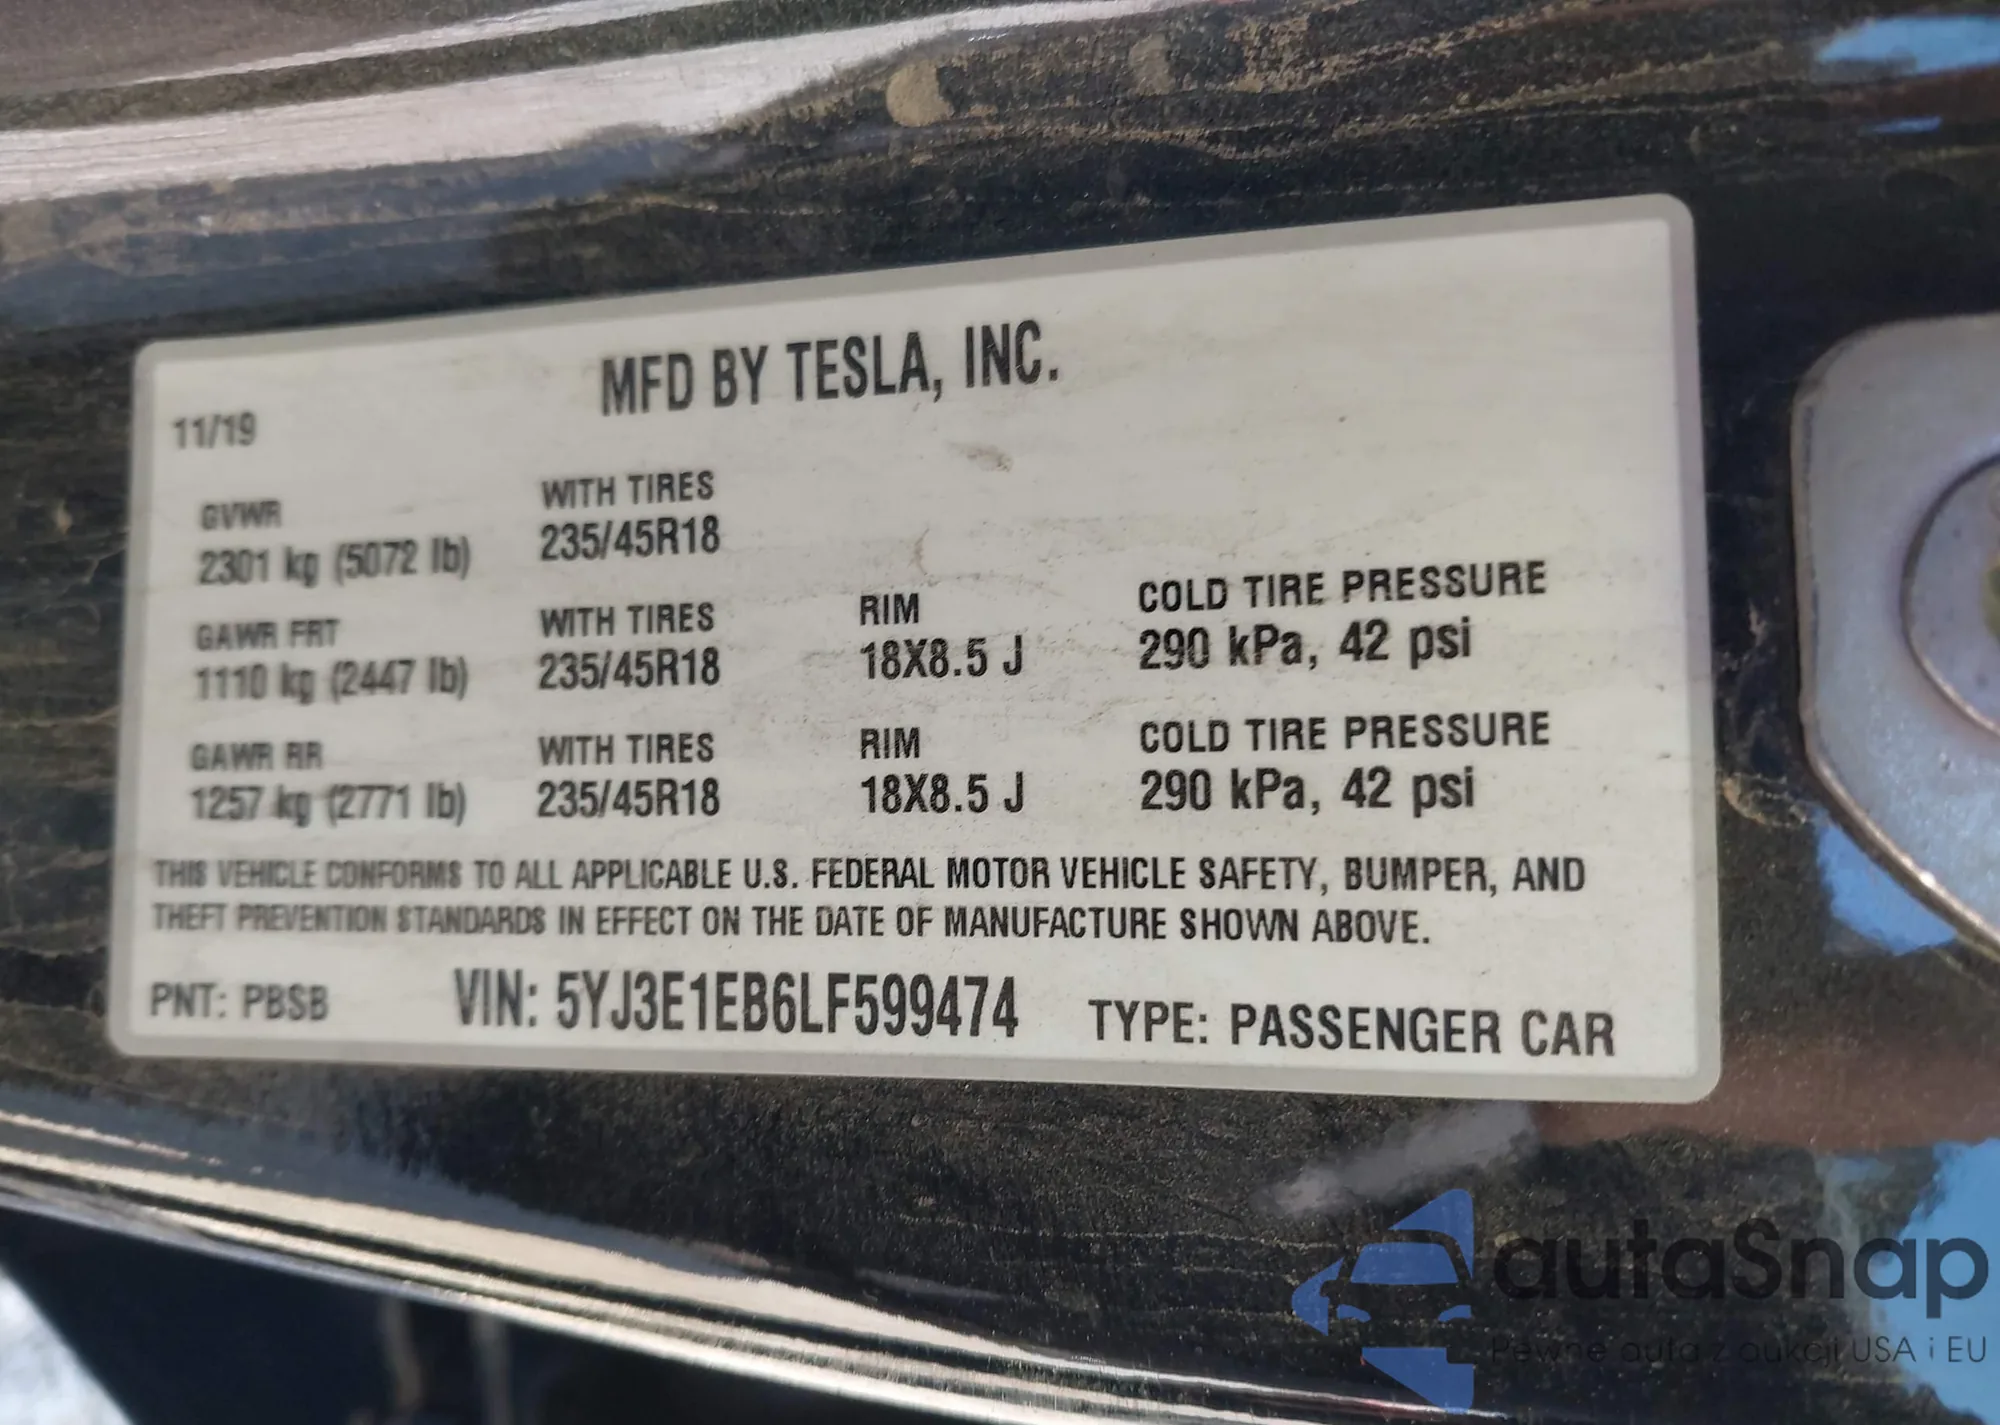 MFD BY TESLA, INC.
11/19
GVWR WITH TIRES
2301 kg (5072 lb) 235/45R18
GAWR FRT WITH TIRES RIM COLD TIRE PRESSURE
1110 kg (2447 lb) 235/45R18 18X8.5 J 290 kPa, 42 psi
GAWR RR WITH TIRES RIM COLD TIRE PRESSURE
1257 kg (2771 lb) 235/45R18 18X8.5 J 290 kPa, 42 psi
THIS VEHICLE CONFORMS TO ALL APPLICABLE U.S. FEDERAL MOTOR VEHICLE SAFETY, BUMPER, AND
THEFT PREVENTION STANDARDS IN EFFECT ON THE DATE OF MANUFACTURE SHOWN ABOVE.
PNT: PBSB VIN: 5YJ3E1EB6LF599474 TYPE: PASSENGER CAR
autaSnap
Pewne auta z aukcji USA i EU